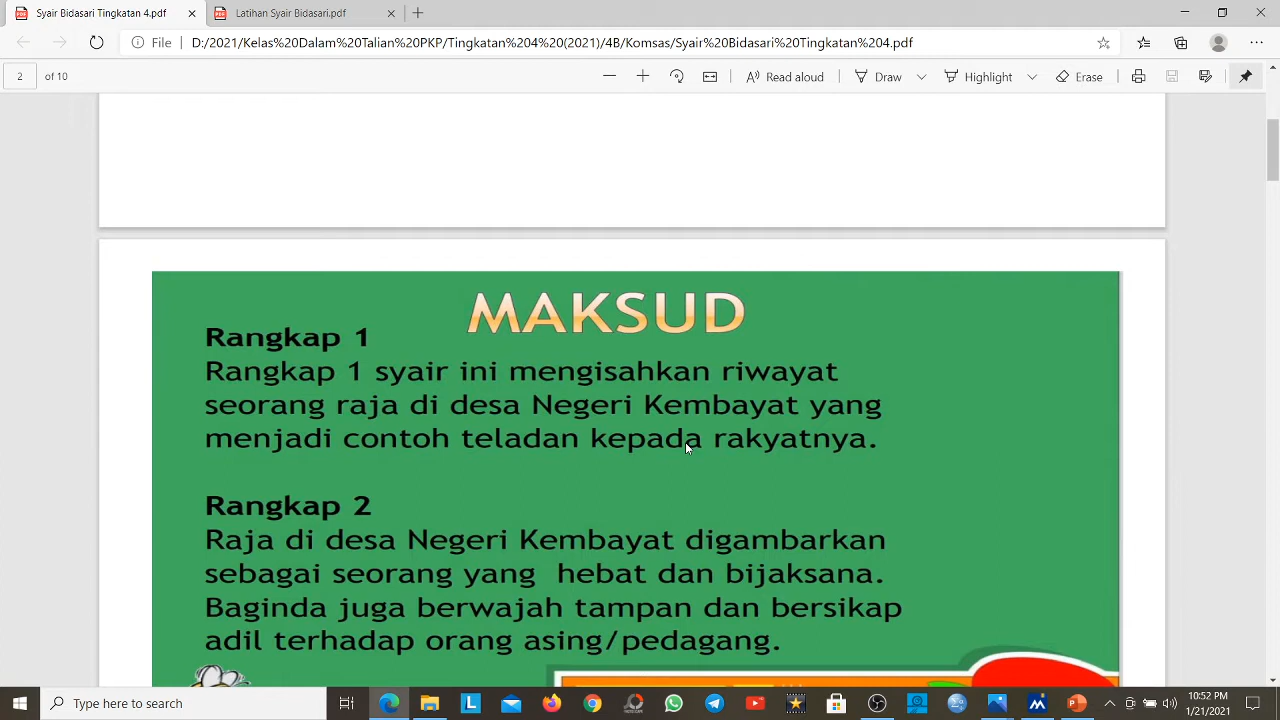 Syair Bidasari Tingkatan 4.pdf
Latihan Syair Bidasari.pdf
File
D:/2021/Kelas%20Dalam%20Talian%20PKP/Tingkatan%204%20(2021)/4B/Komsas/Syair%20Bidasari%20Tingkatan%204.pdf
2 of 10
Read aloud
Draw
Highlight
Erase
MAKSUD
Rangkap 1
Rangkap 1 syair ini mengisahkan riwayat
seorang raja di desa Negeri Kembayat yang
menjadi contoh teladan kepada rakyatnya.
Rangkap 2
Raja di desa Negeri Kembayat digambarkan
sebagai seorang yang  hebat dan bijaksana.
Baginda juga berwajah tampan dan bersikap
adil terhadap orang asing/pedagang.
Type here to search
10:52 PM
1/21/2021